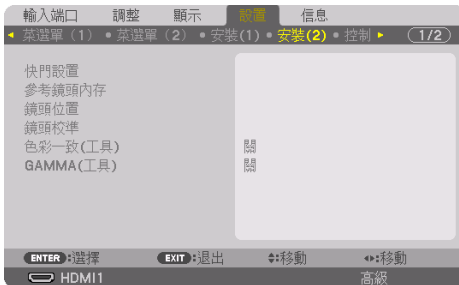 輸入端口 調整 顯示 設置 信息
◂ 菜選單（1） ● 菜選單（2） ● 安裝(1) ● 安裝(2) ● 控制 ▸ (1/2)
快門設置
參考鏡頭內存
鏡頭位置
鏡頭校準
色彩一致(工具) 關
GAMMA(工具) 關
ENTER:選擇 EXIT:退出 ♦:移動 ◂▸:移動
HDMI1 高級